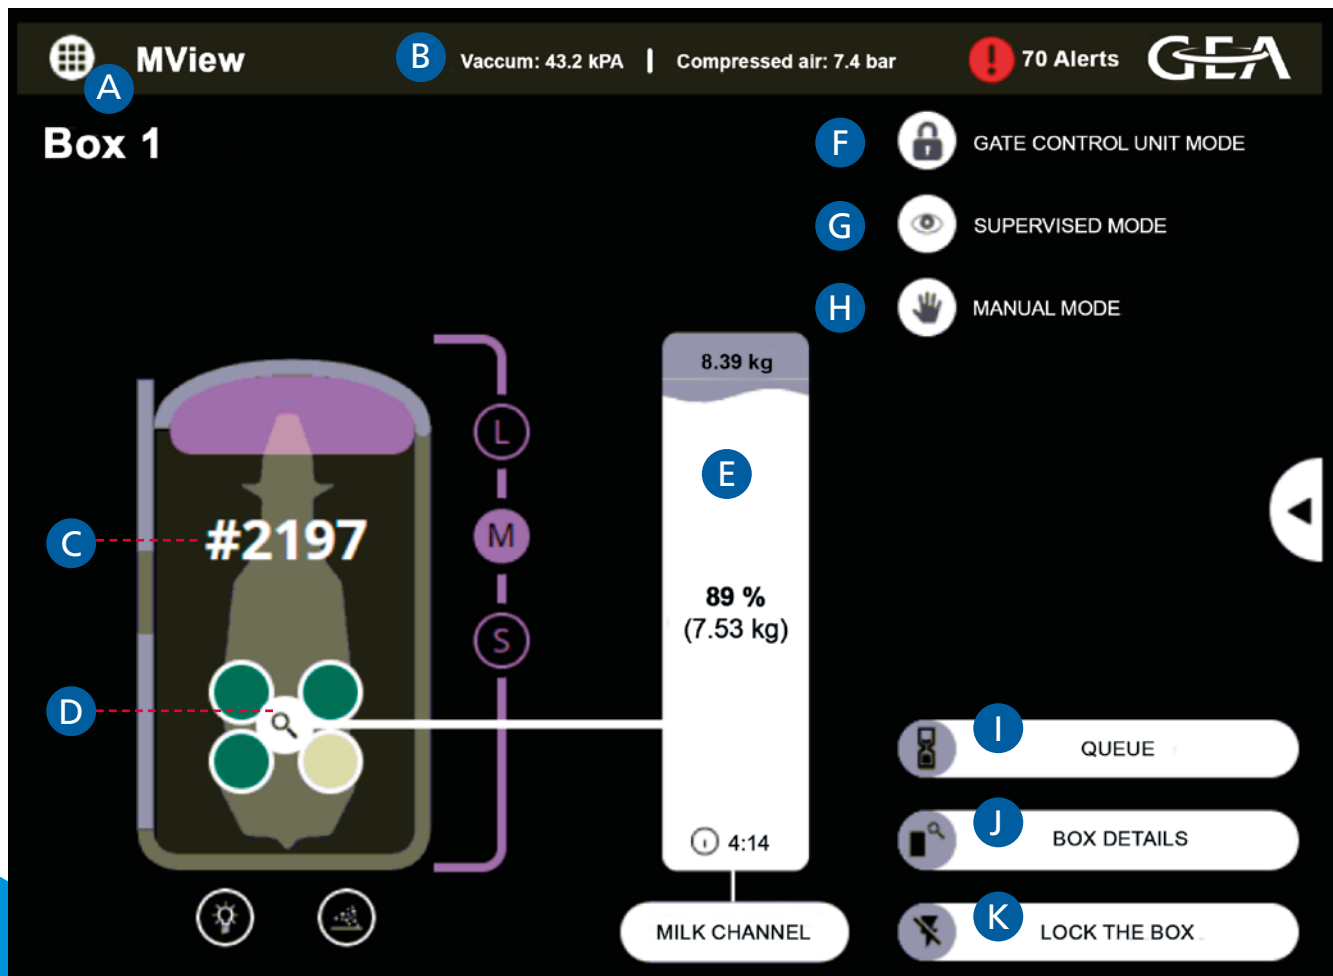 MView
A
B
Vaccum: 43.2 kPA | Compressed air: 7.4 bar
70 Alerts
GEA
Box 1
F
GATE CONTROL UNIT MODE
G
SUPERVISED MODE
H
MANUAL MODE
8.39 kg
L
E
C
#2197
M
89 %
(7.53 kg)
S
D
I
QUEUE
J
BOX DETAILS
4:14
K
LOCK THE BOX
MILK CHANNEL